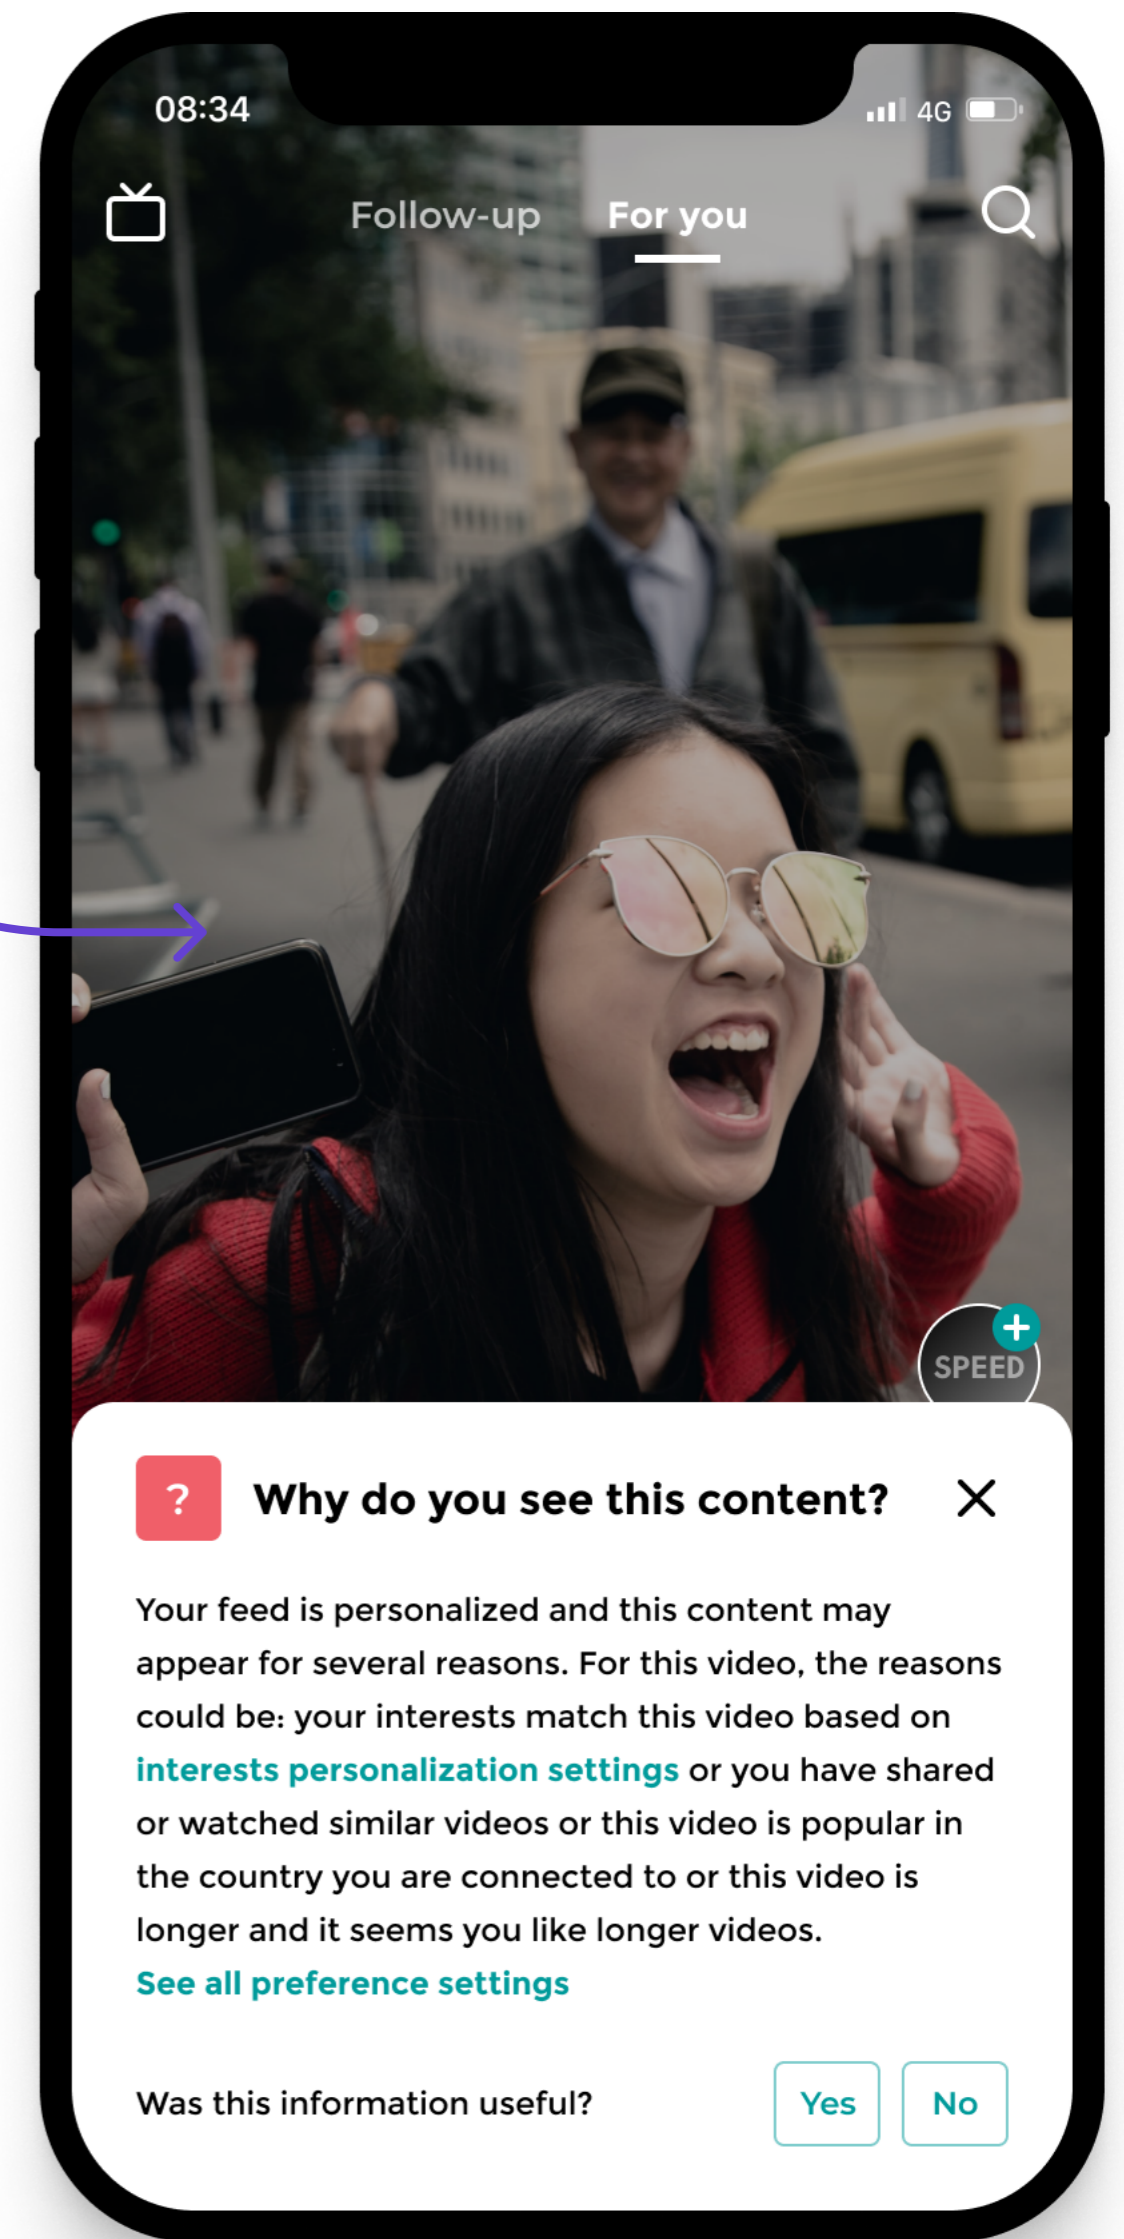 08:34
4G
Follow-up For you
SPEED
? Why do you see this content?
Your feed is personalized and this content may
appear for several reasons. For this video, the reasons
could be: your interests match this video based on
interests personalization settings or you have shared
or watched similar videos or this video is popular in
the country you are connected to or this video is
longer and it seems you like longer videos.
See all preference settings
Was this information useful? Yes No